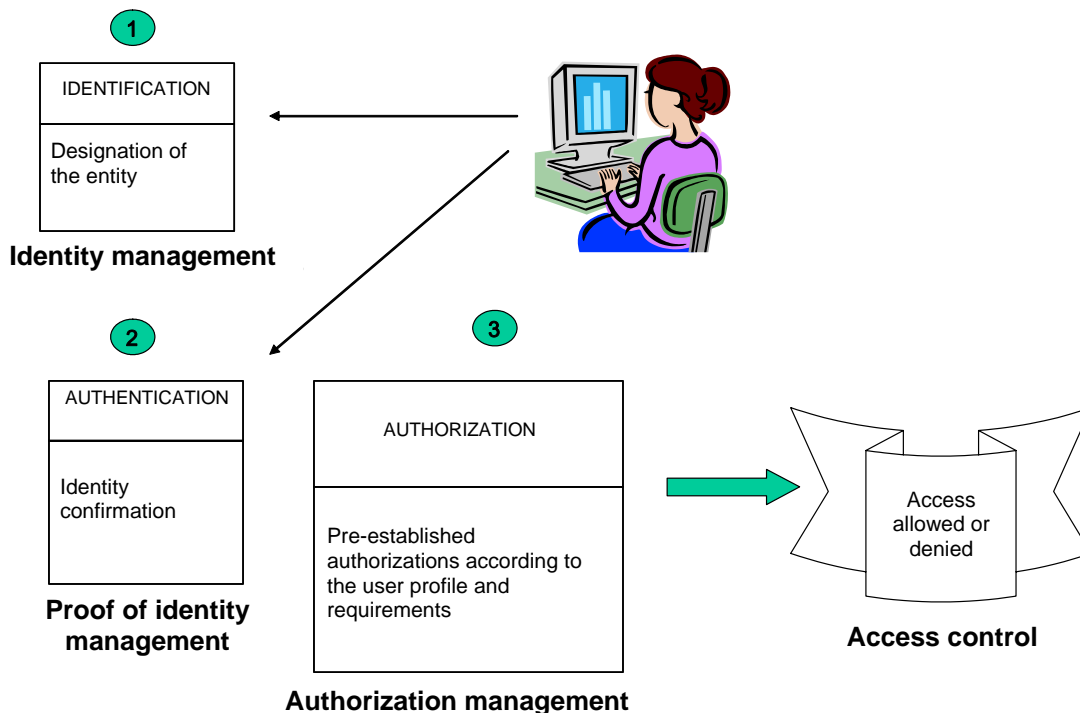 1
IDENTIFICATION
Designation of
the entity
Identity management
2
AUTHENTICATION
Identity
confirmation
Proof of identity
management
3
AUTHORIZATION
Pre-established
authorizations according to
the user profile and
requirements
Authorization management
Access
allowed or
denied
Access control